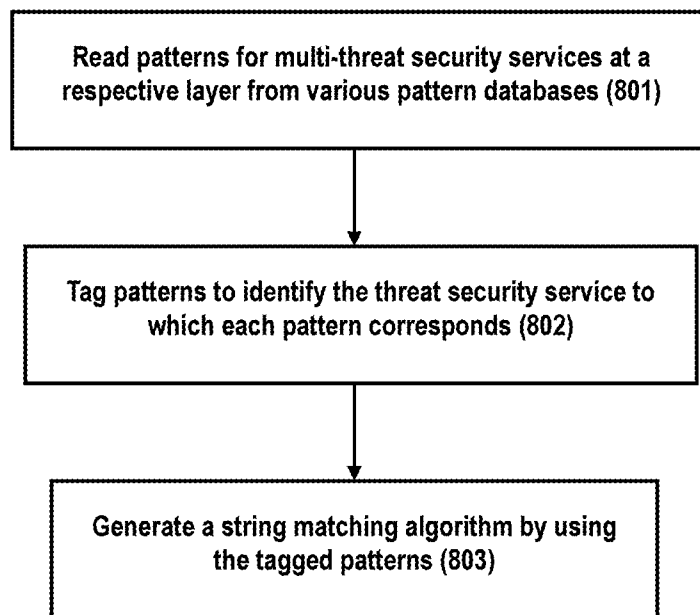 Read patterns for multi-threat security services at a
respective layer from various pattern databases (801)
Tag patterns to identify the threat security service to
which each pattern corresponds (802)
Generate a string matching algorithm by using
the tagged patterns (803)